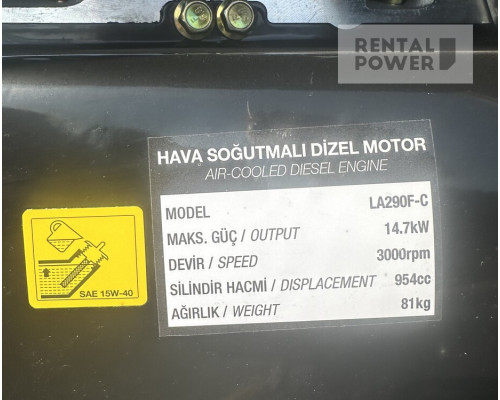 RENTAL
POWER
HAVA SOĞUTMALI DİZEL MOTOR
AIR-COOLED DIESEL ENGINE
MODEL LA290F-C
MAKS. GÜÇ / OUTPUT 14.7kW
DEVİR / SPEED 3000rpm
SİLİNDİR HACMİ / DISPLACEMENT 954cc
AĞIRLIK / WEIGHT 81kg
SAE 15W-40